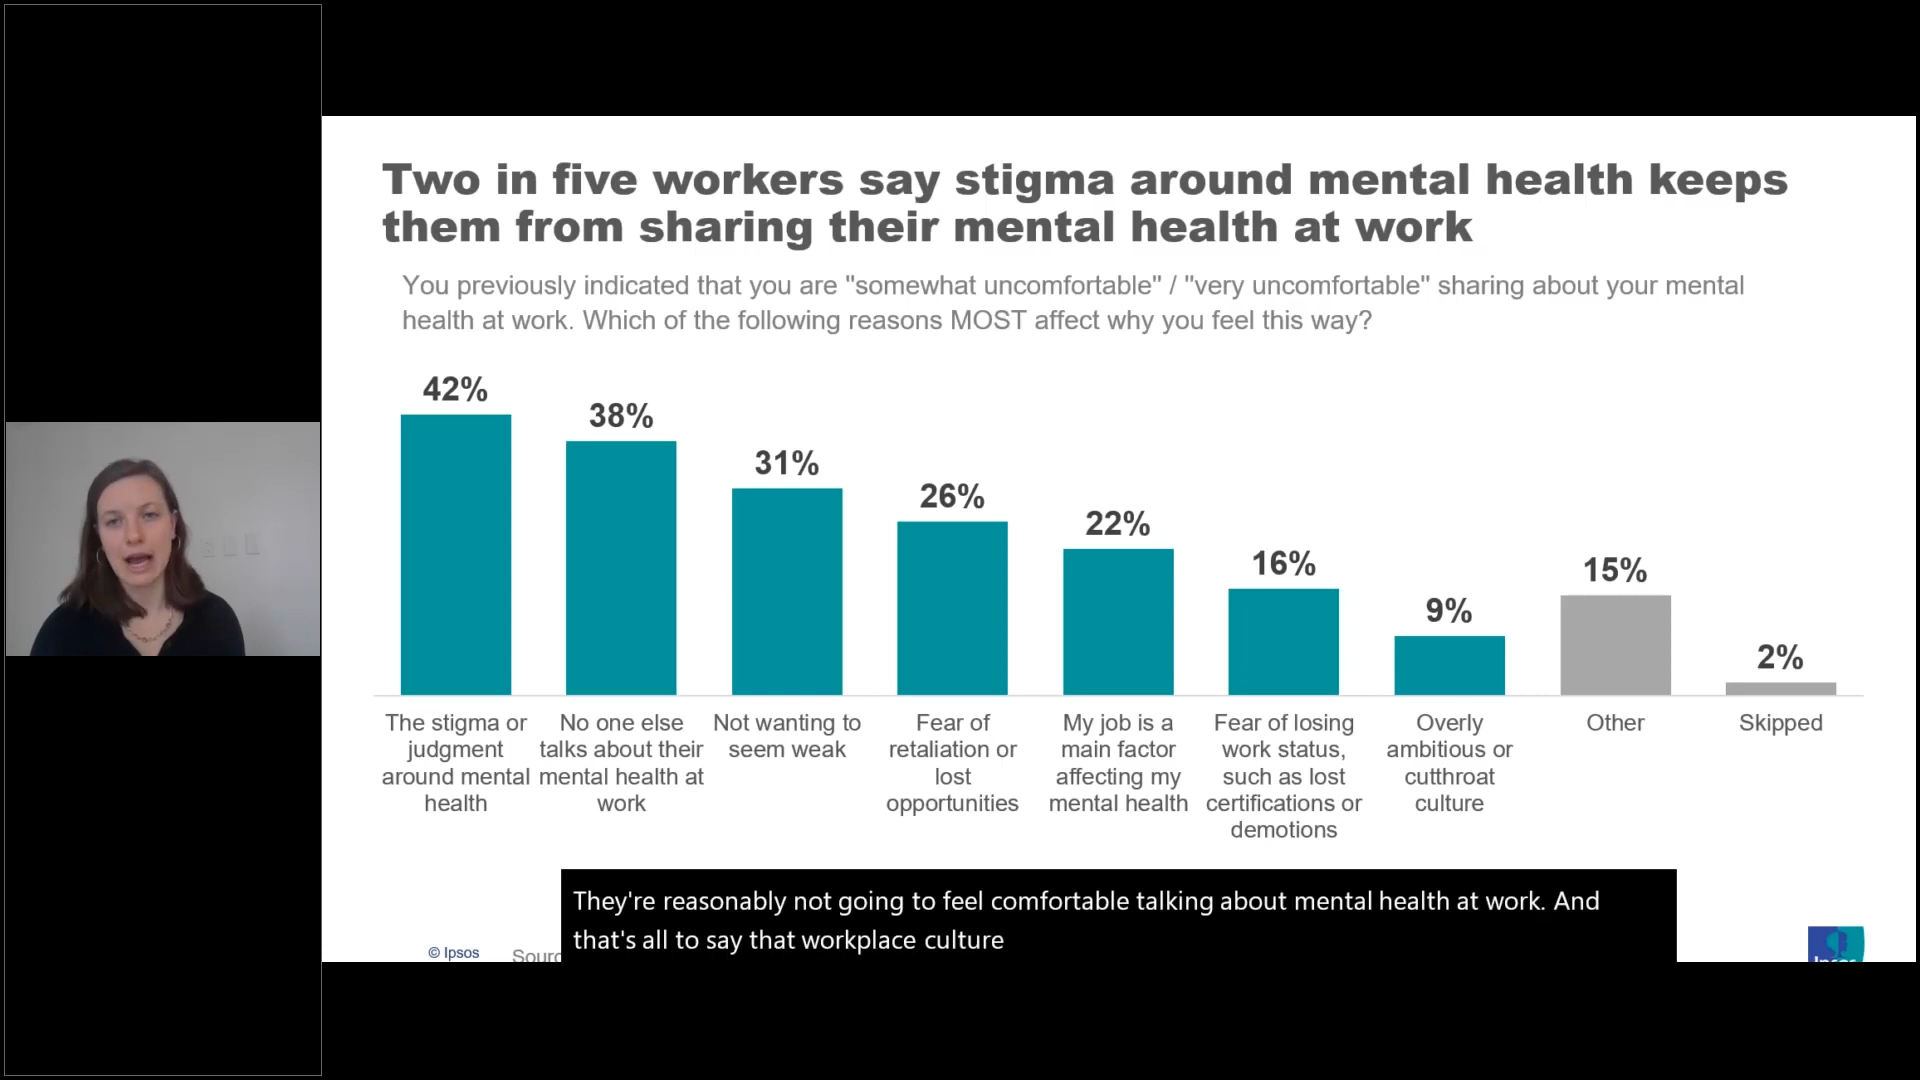 Two in five workers say stigma around mental health keeps
them from sharing their mental health at work
You previously indicated that you are "somewhat uncomfortable" / "very uncomfortable" sharing about your mental
health at work. Which of the following reasons MOST affect why you feel this way?
42%
38%
31%
26%
22%
16%
9%
15%
2%
The stigma or
judgment
around mental
health
No one else
talks about their
mental health at
work
Not wanting to
seem weak
Fear of
retaliation or
lost
opportunities
My job is a
main factor
affecting my
mental health
Fear of losing
work status,
such as lost
certifications or
demotions
Overly
ambitious or
cutthroat
culture
Other
Skipped
They're reasonably not going to feel comfortable talking about mental health at work. And
that's all to say that workplace culture
© Ipsos